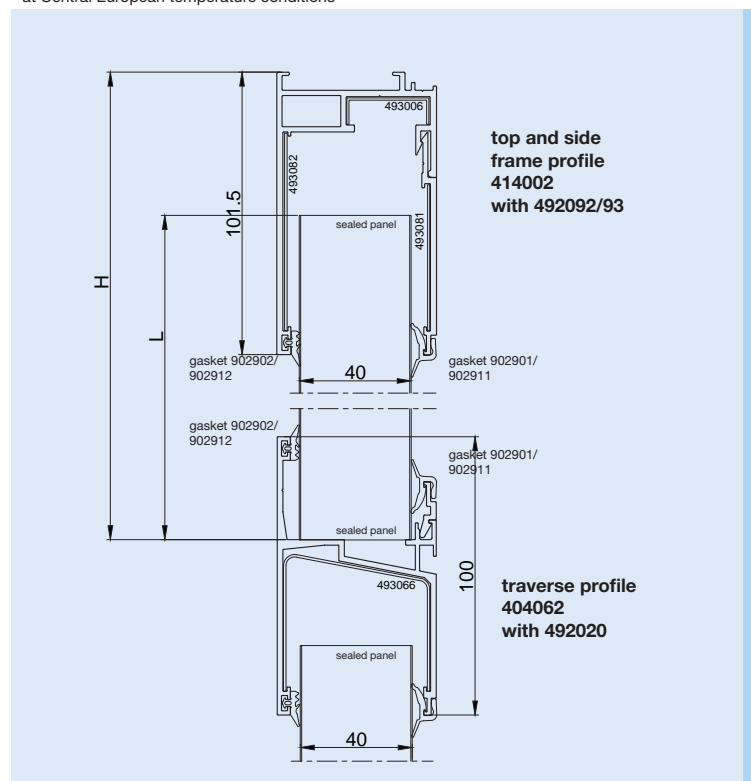 at Central European temperature conditions
493006
top and side
frame profile
414002
with 492092/93
493082
101.5
sealed panel
493081
H
L
gasket 902902/
902912
40
gasket 902901/
902911
gasket 902902/
902912
gasket 902901/
902911
sealed panel
100
493066
traverse profile
404062
with 492020
sealed panel
40